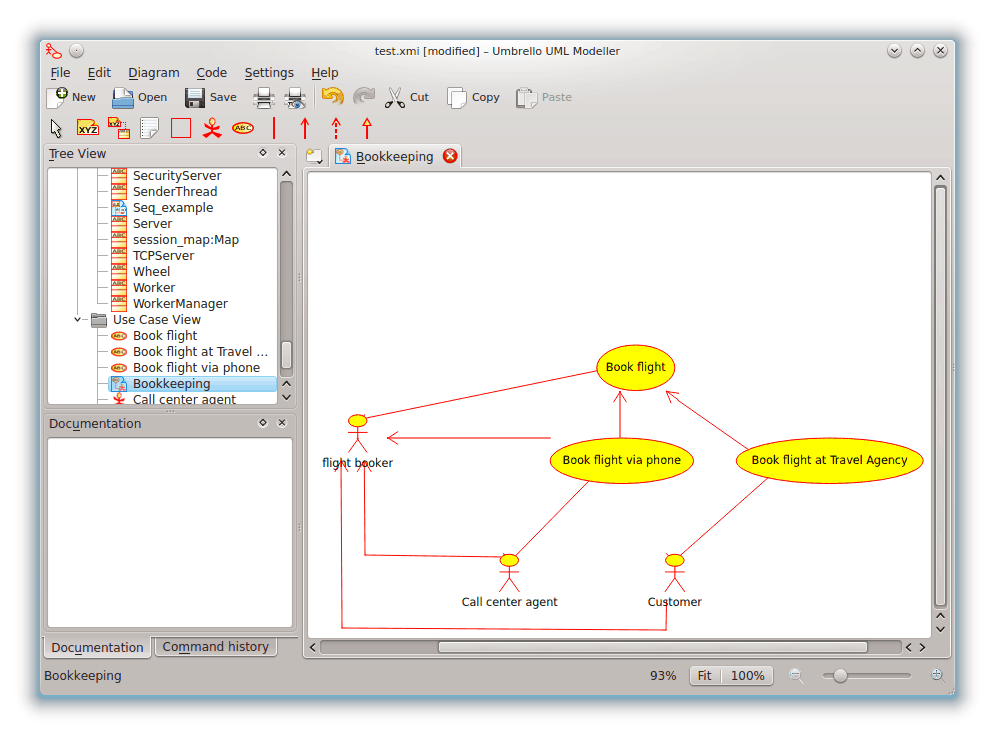 test.xmi [modified] – Umbrello UML Modeller
File Edit Diagram Code Settings Help
New Open Save Cut Copy Paste
XYZ XYZ ABC
Tree View
Bookkeeping
SecurityServer
SenderThread
Seq_example
Server
session_map:Map
TCPServer
Wheel
Worker
WorkerManager
Use Case View
Book flight
Book flight at Travel ...
Book flight via phone
Bookkeeping
Call center agent
Documentation
Documentation
Command history
Book flight
flight booker
Book flight via phone
Book flight at Travel Agency
Call center agent
Customer
Bookkeeping
93% Fit 100%